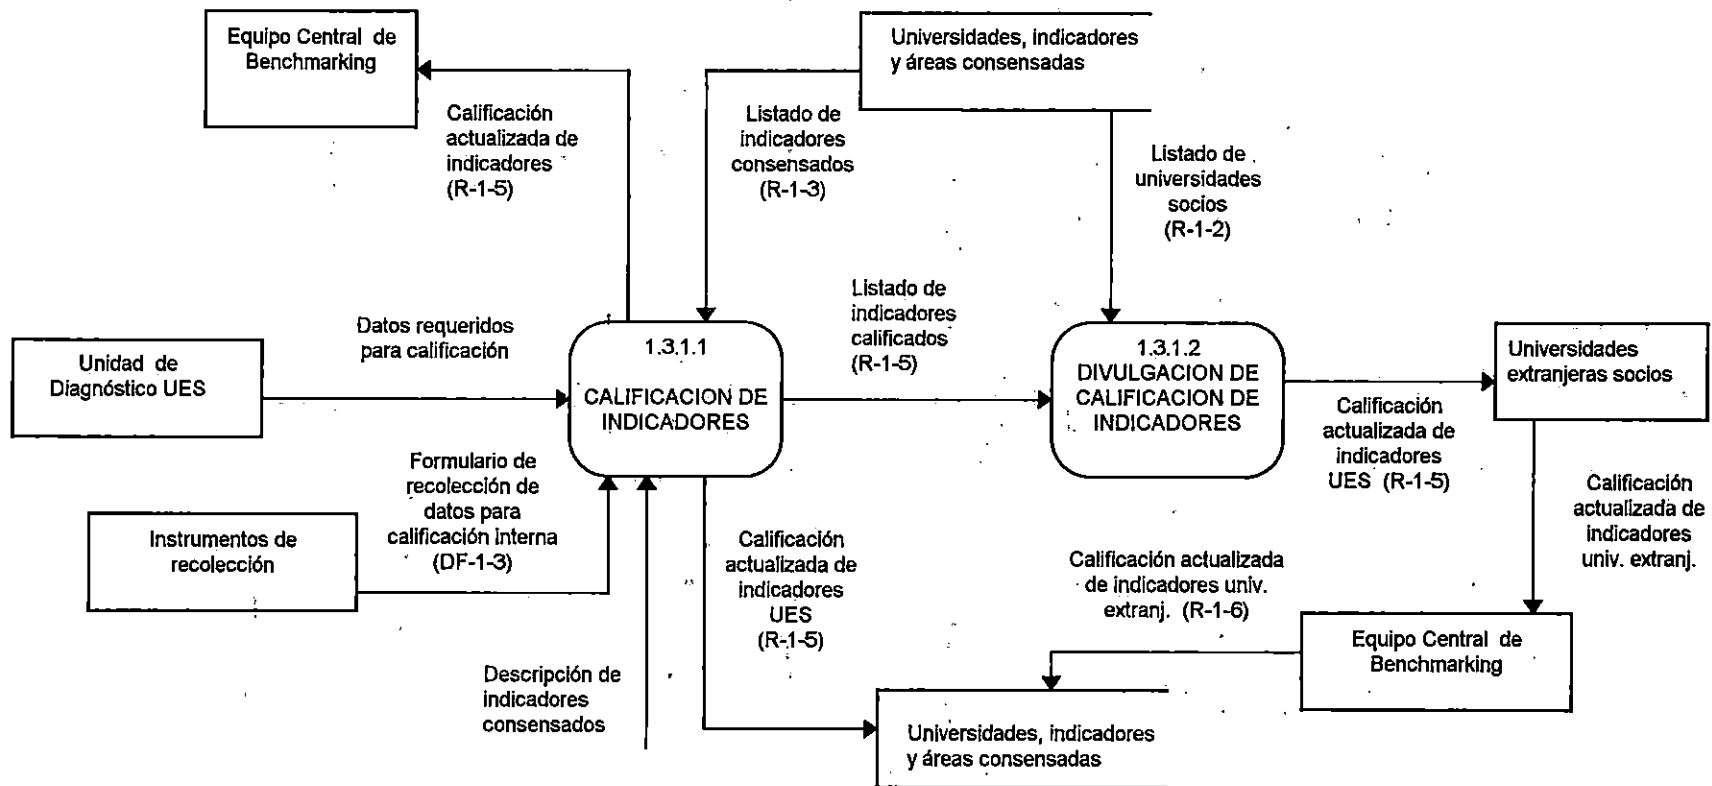 Equipo Central de
Benchmarking
Universidades, indicadores
y áreas consensadas
Calificación
actualizada de
indicadores
(R-1-5)
Listado de
indicadores
consensados
(R-1-3)
Listado de
universidades
socios
(R-1-2)
Unidad de
Diagnóstico UES
Datos requeridos
para calificación
1.3.1.1
CALIFICACION DE
INDICADORES
Listado de
indicadores
calificados
(R-1-5)
1.3.1.2
DIVULGACION DE
CALIFICACION DE
INDICADORES
Universidades
extranjeras socios
Calificación
actualizada de
indicadores
UES (R-1-5)
Calificación
actualizada de
indicadores
univ. extranj.
Instrumentos de
recolección
Formulario de
recolección de
datos para
calificación interna
(DF-1-3)
Calificación
actualizada de
indicadores
UES
(R-1-5)
Calificación actualizada
de indicadores univ.
extranj. (R-1-6)
Equipo Central de
Benchmarking
Descripción de
indicadores
consensados
Universidades, indicadores
y áreas consensadas